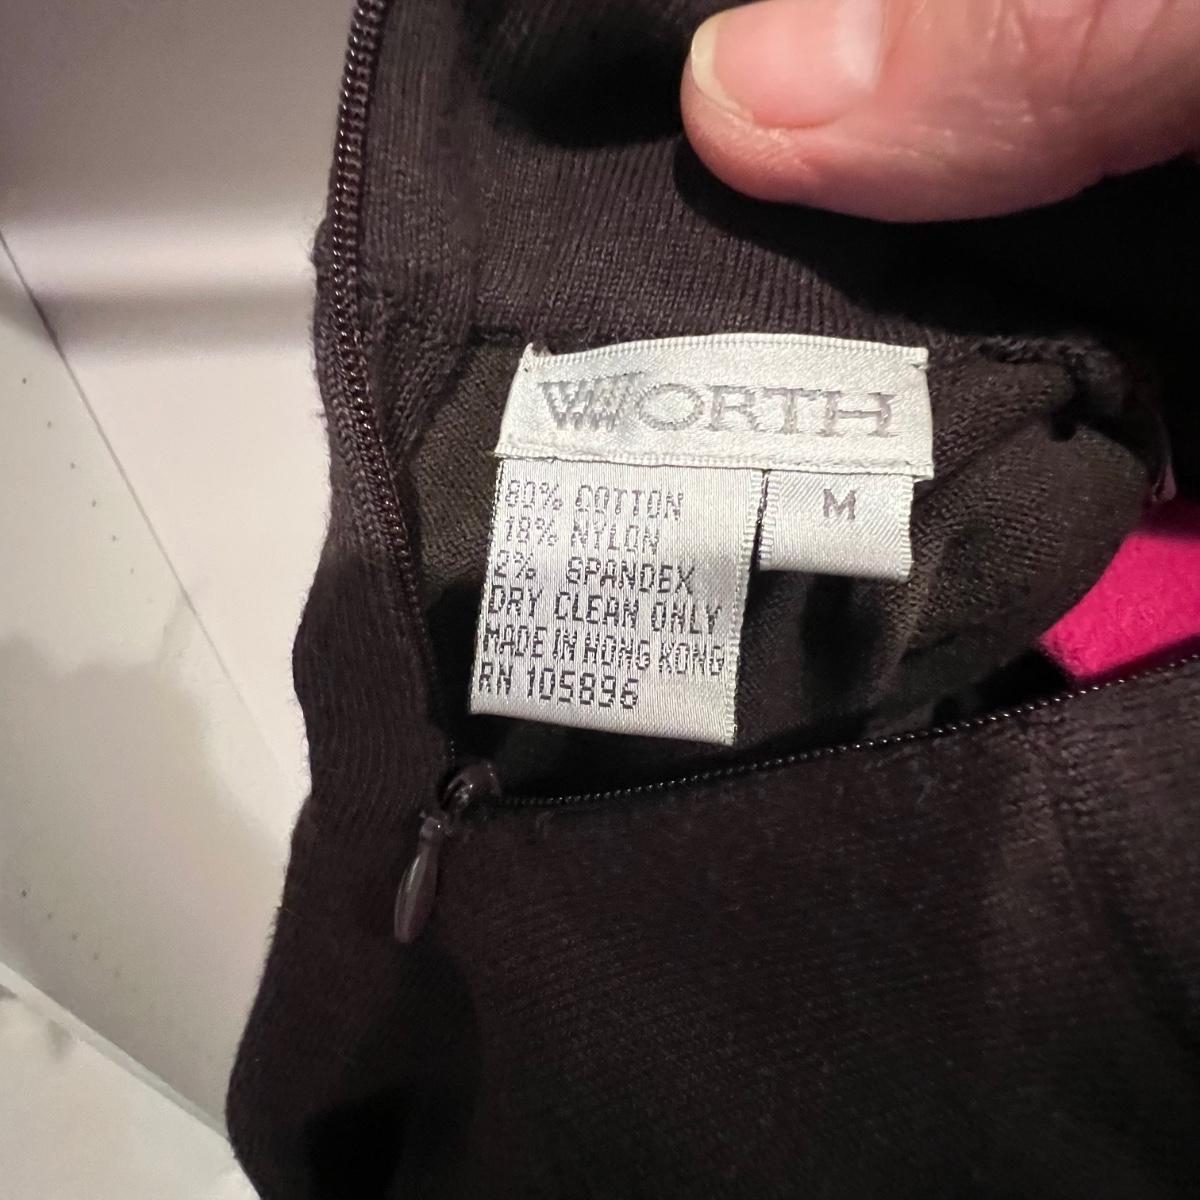 WORTH
M
80% COTTON
18% NYLON
2% SPANDEX
DRY CLEAN ONLY
MADE IN HONG KONG
RN 105896